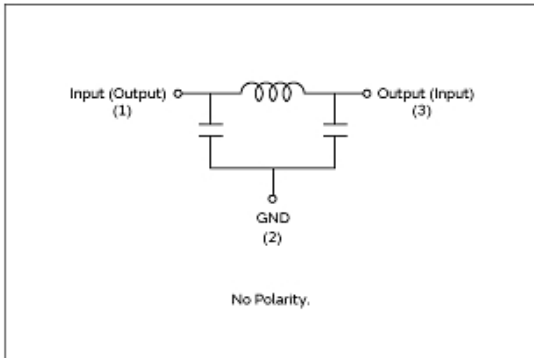 Input (Output)
(1)
Output (Input)
(3)
GND
(2)
No Polarity.